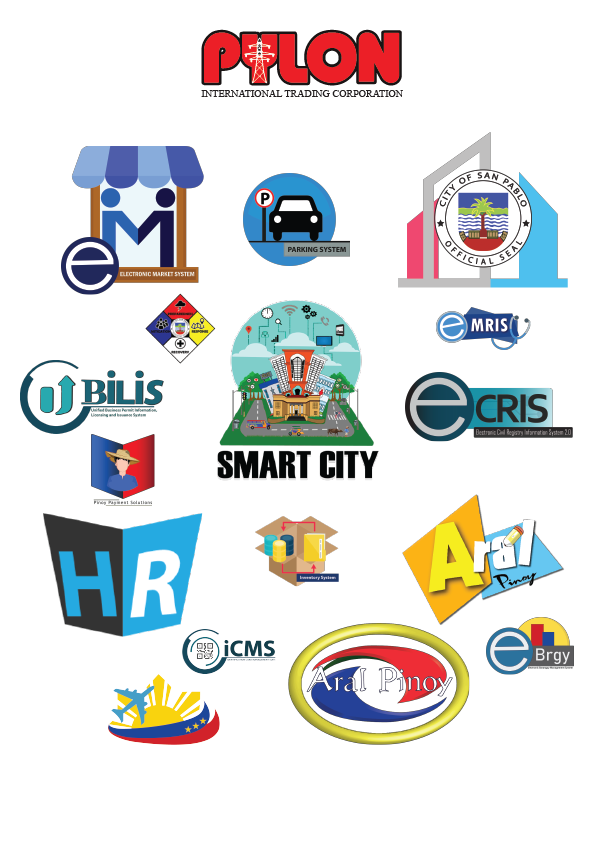 PYLON
INTERNATIONAL TRADING CORPORATION
e
ELECTRONIC MARKET SYSTEM
P
PARKING SYSTEM
CITY OF SAN PABLO
OFFICIAL SEAL
RESPONSE
RECOVERY
e MRIS
BiLiS
Unified Business Permit Information,
Licensing and Issuance System
SMART CITY
e CRIS
Electronic Civil Registry Information System 2.0
Pinoy Payment Solutions
HR
Inventory System
Aral
Pinoy
iCMS
Aral Pinoy
e Brgy